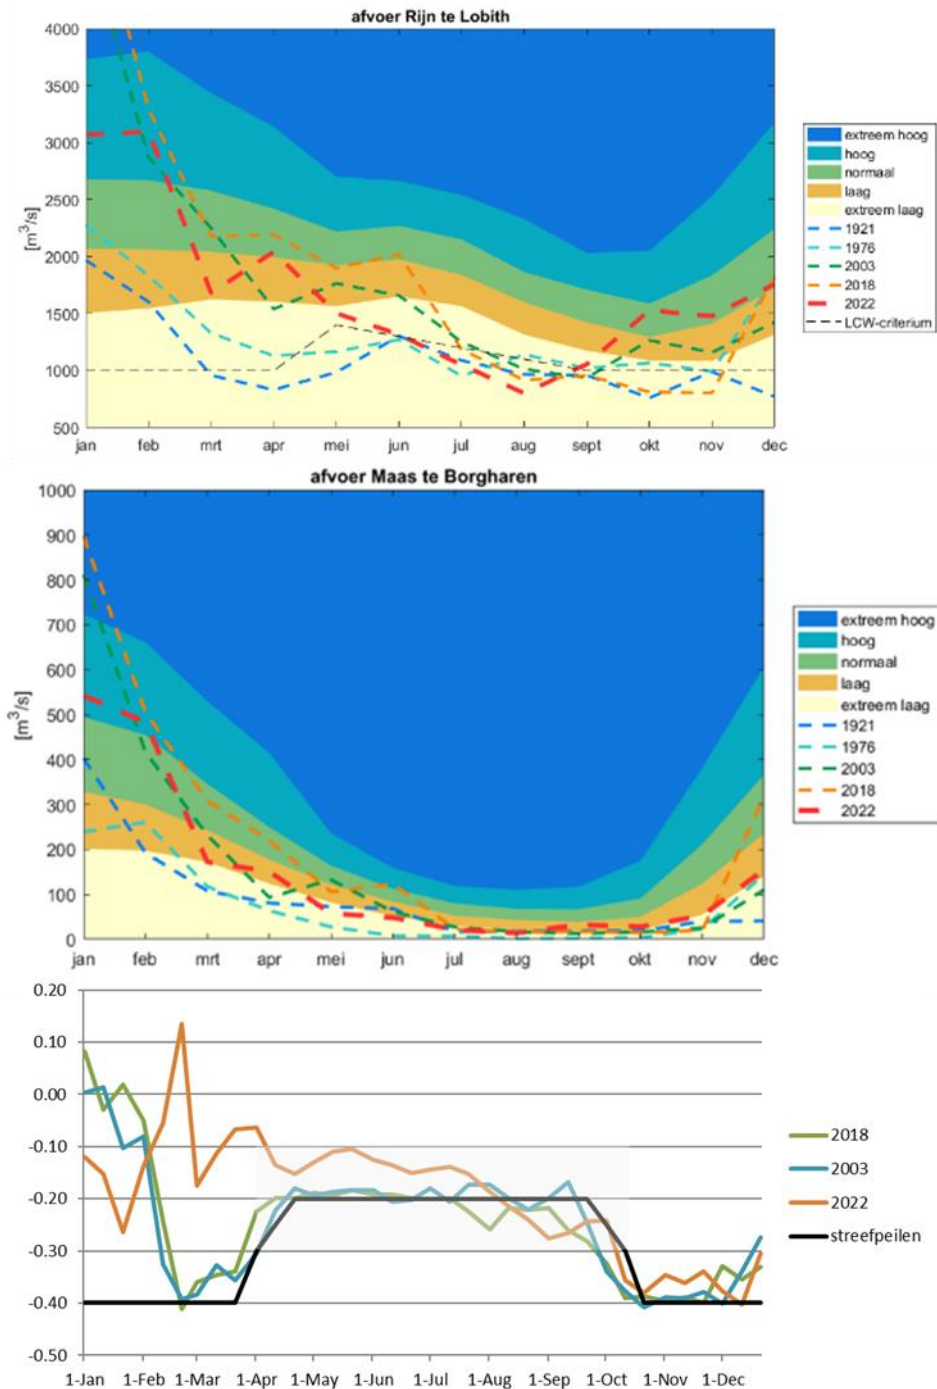 afvoer Rijn te Lobith
4000
3500
3000
2500
2000
1500
1000
500
[m³/s]
jan feb mrt apr mei jun jul aug sept okt nov dec
extreem hoog
hoog
normaal
laag
extreem laag
1921
1976
2003
2018
2022
LCW-criterium
afvoer Maas te Borgharen
1000
900
800
700
600
500
400
300
200
100
0
[m³/s]
jan feb mrt apr mei jun jul aug sept okt nov dec
extreem hoog
hoog
normaal
laag
extreem laag
1921
1976
2003
2018
2022
0.20
0.10
0.00
-0.10
-0.20
-0.30
-0.40
-0.50
1-Jan 1-Feb 1-Mar 1-Apr 1-May 1-Jun 1-Jul 1-Aug 1-Sep 1-Oct 1-Nov 1-Dec
2018
2003
2022
streefpeilen